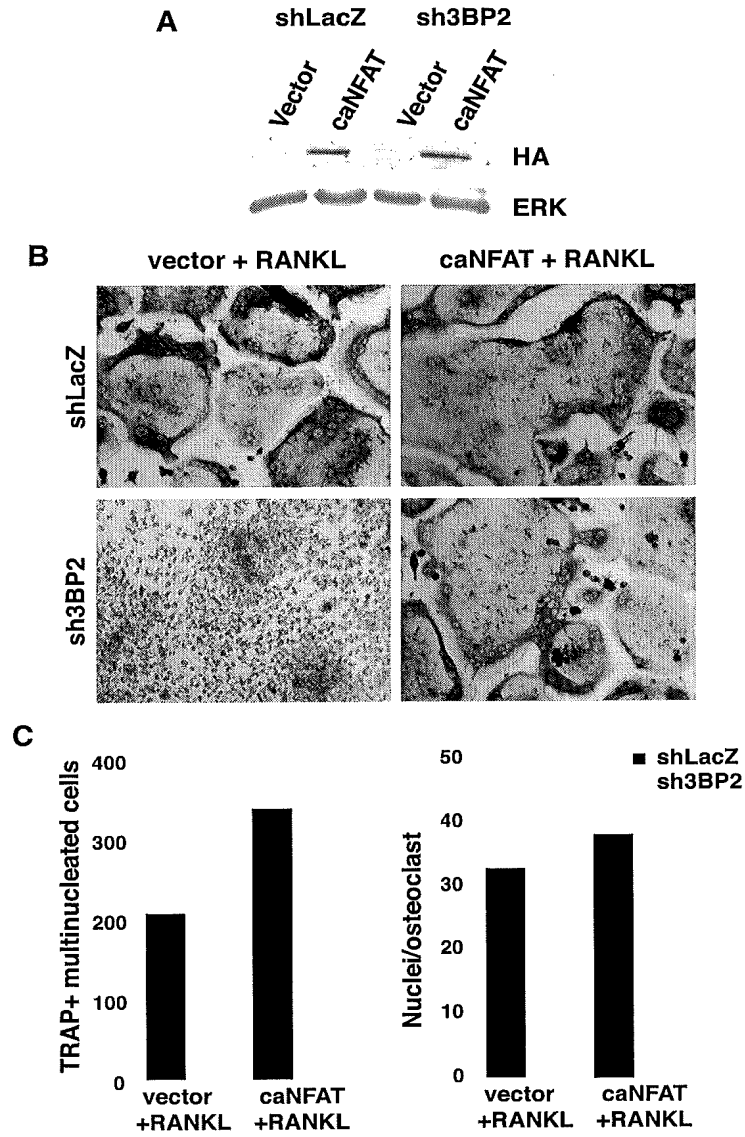 A
shLacZ sh3BP2
Vector caNFAT Vector caNFAT
HA
ERK
B
vector + RANKL caNFAT + RANKL
shLacZ
sh3BP2
C
TRAP+ multinucleated cells
400
300
200
100
0
vector caNFAT
+RANKL +RANKL
Nuclei/osteoclast
50
40
30
20
10
0
vector caNFAT
+RANKL +RANKL
shLacZ
sh3BP2